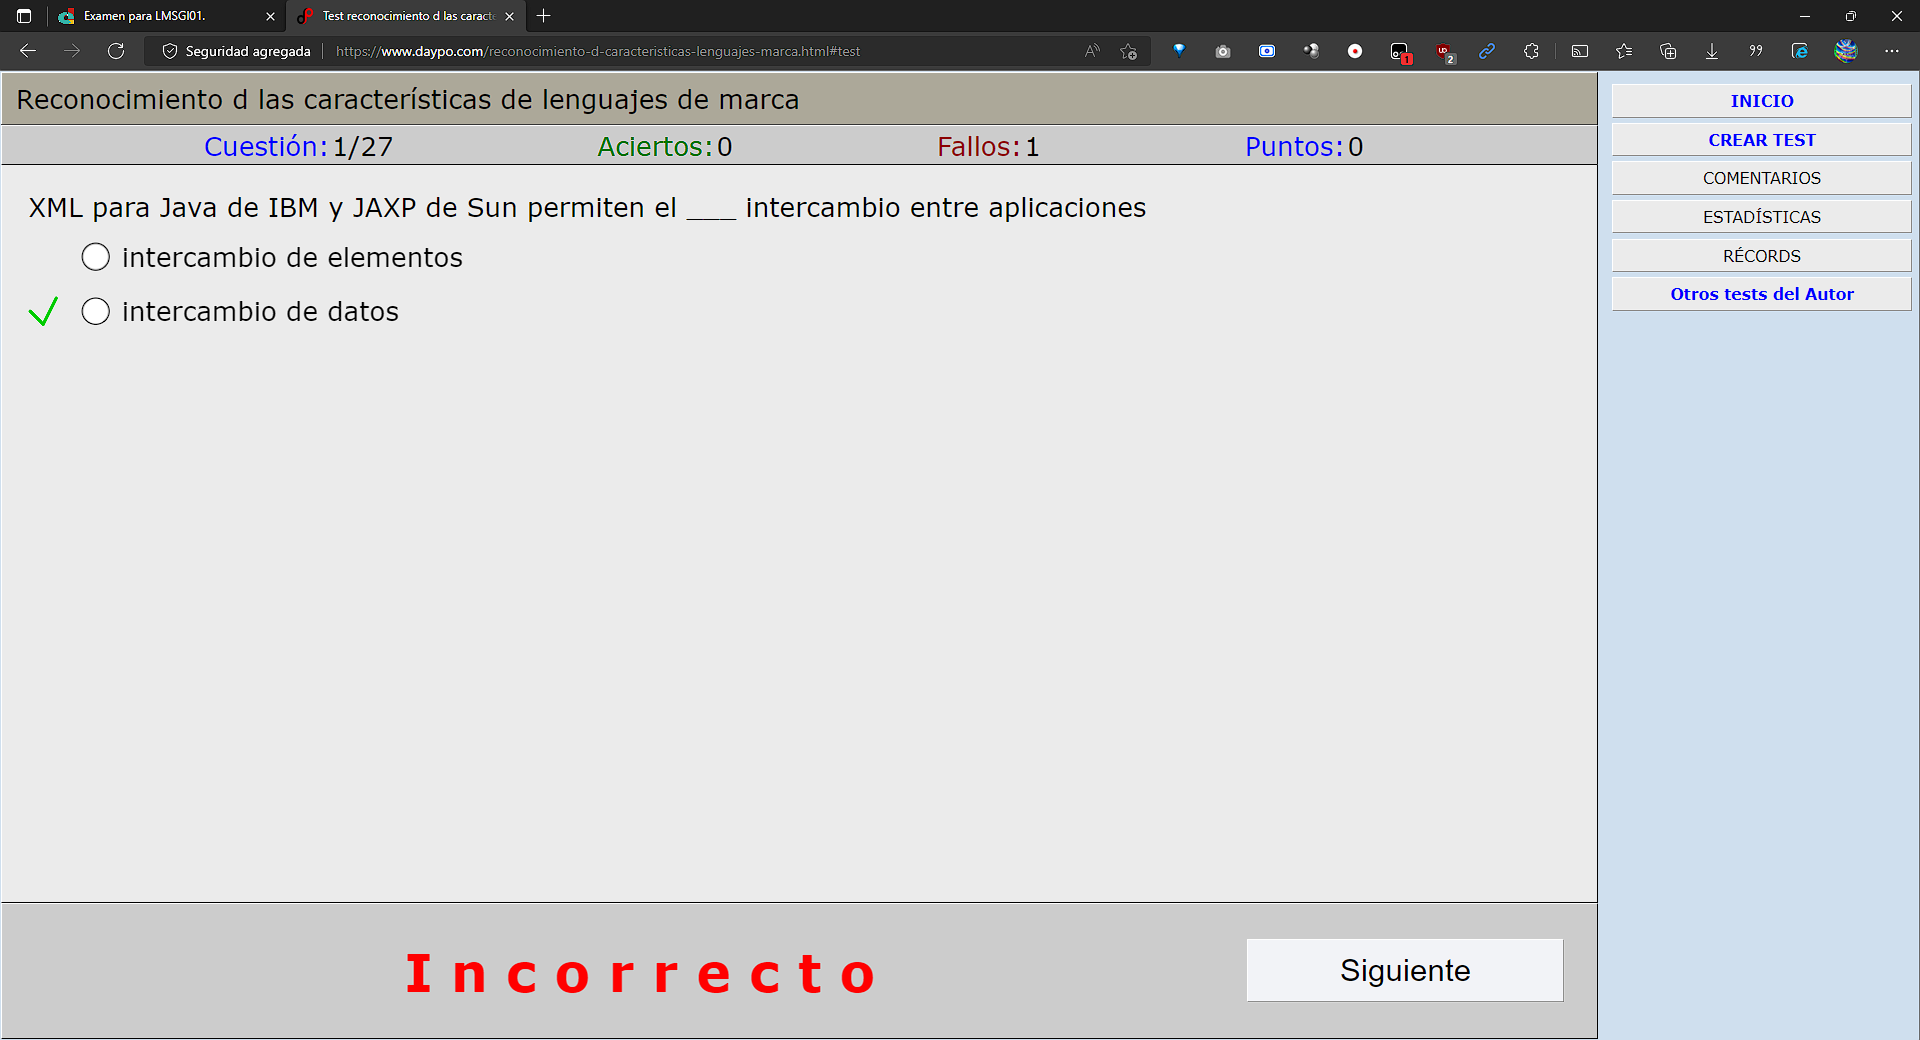 Examen para LMSGI01.
Test reconocimiento d las caracte
Seguridad agregada
https://www.daypo.com/reconocimiento-d-caracteristicas-lenguajes-marca.html#test
1
2
Reconocimiento d las características de lenguajes de marca
Cuestión: 1/27 Aciertos: 0 Fallos: 1 Puntos: 0
XML para Java de IBM y JAXP de Sun permiten el ___ intercambio entre aplicaciones
intercambio de elementos
intercambio de datos
Incorrecto
Siguiente
INICIO
CREAR TEST
COMENTARIOS
ESTADÍSTICAS
RÉCORDS
Otros tests del Autor